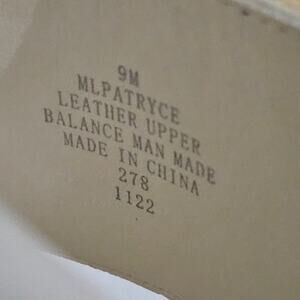 9M
MLPATRYCE
LEATHER UPPER
BALANCE MAN MADE
MADE IN CHINA
278
1122